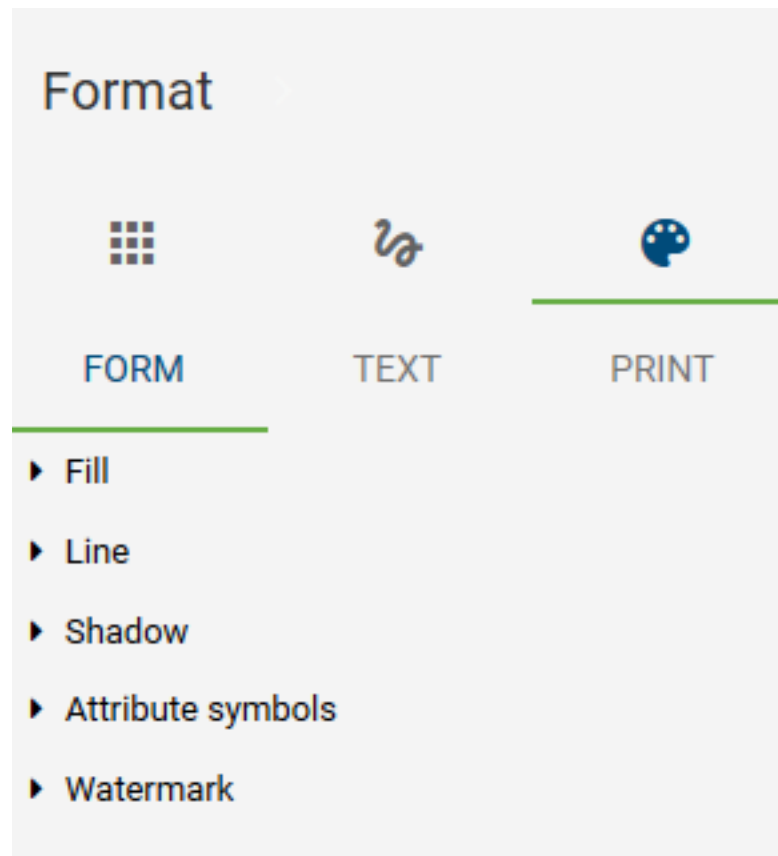 Format
FORM TEXT PRINT
Fill
Line
Shadow
Attribute symbols
Watermark